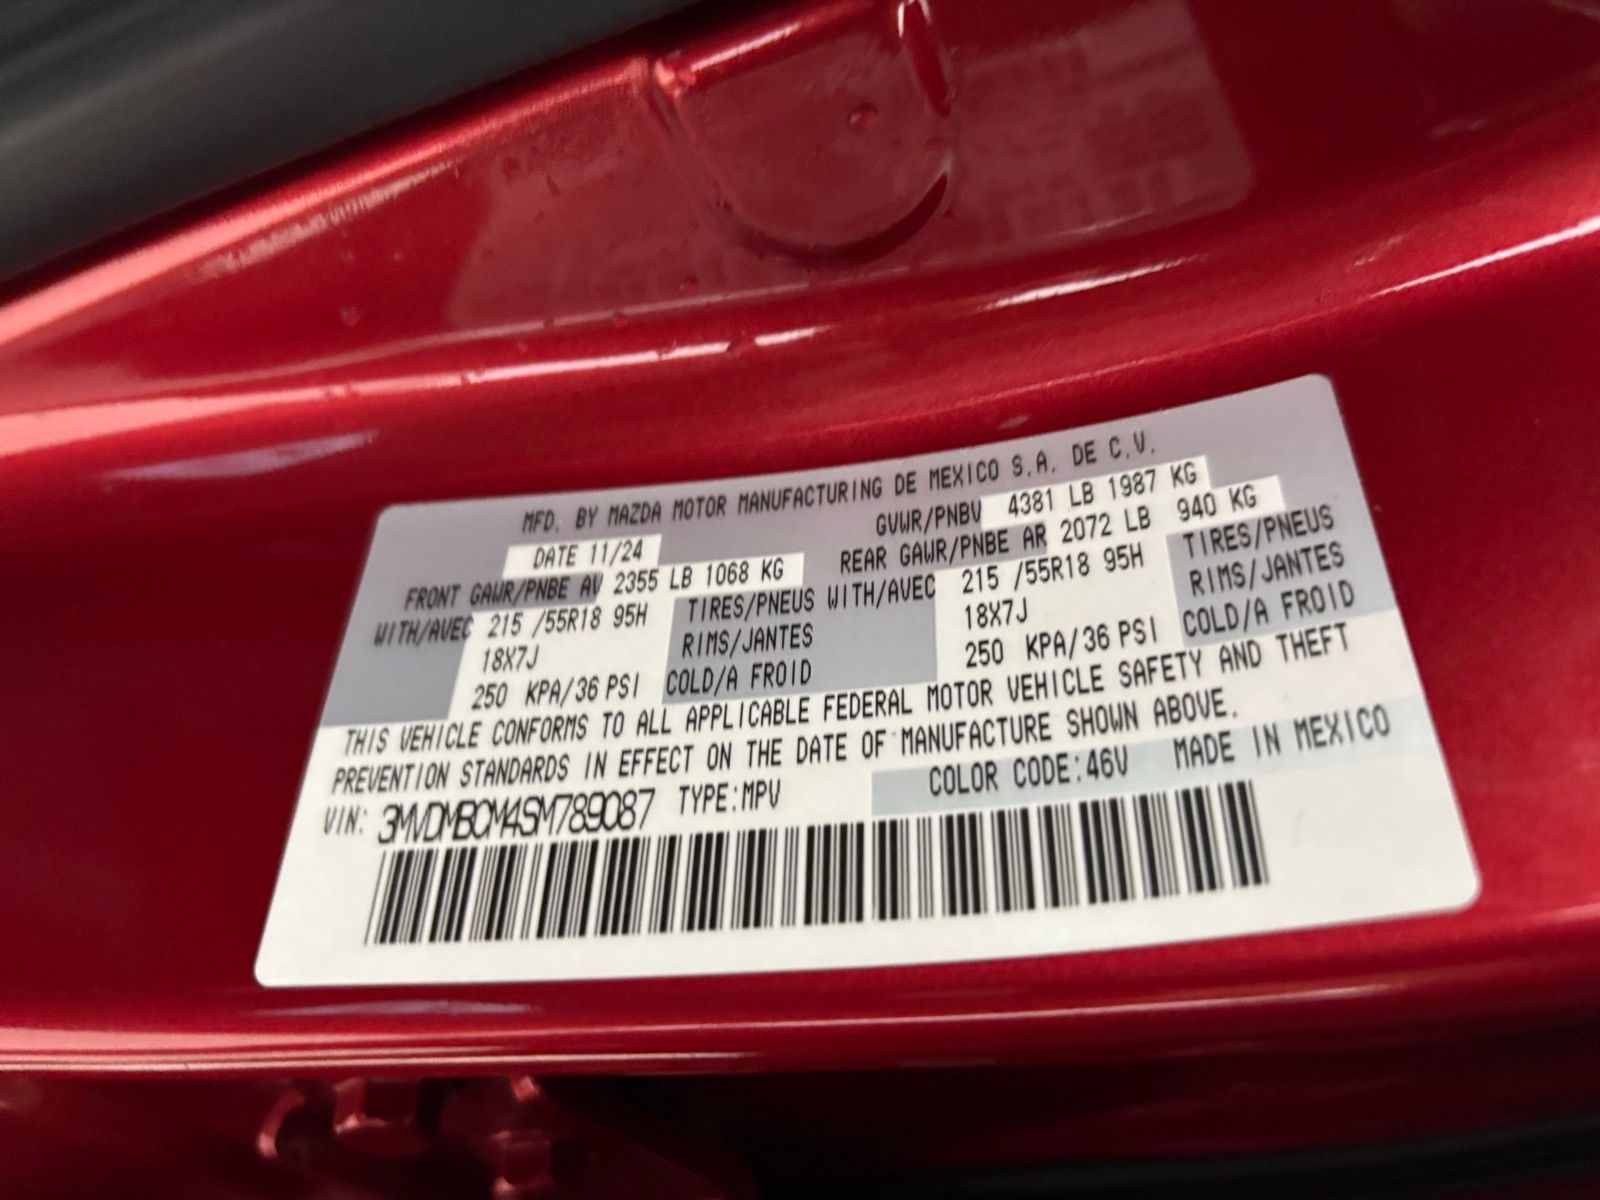 MFD. BY MAZDA MOTOR MANUFACTURING DE MEXICO S.A. DE C.V.
DATE 11/24 GVWR/PNBV 4381 LB 1987 KG
FRONT GAWR/PNBE AV 2355 LB 1068 KG REAR GAWR/PNBE AR 2072 LB 940 KG
WITH/AVEC 215 /55R18 95H TIRES/PNEUS WITH/AVEC 215 /55R18 95H TIRES/PNEUS
18X7J RIMS/JANTES 18X7J RIMS/JANTES
250 KPA/36 PSI COLD/A FROID 250 KPA/36 PSI COLD/A FROID
THIS VEHICLE CONFORMS TO ALL APPLICABLE FEDERAL MOTOR VEHICLE SAFETY AND THEFT
PREVENTION STANDARDS IN EFFECT ON THE DATE OF MANUFACTURE SHOWN ABOVE.
VIN: 3MVDMBCM4SM789087 TYPE:MPV COLOR CODE:46V MADE IN MEXICO